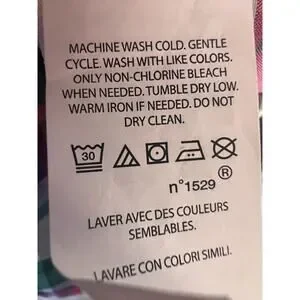 MACHINE WASH COLD. GENTLE
CYCLE. WASH WITH LIKE COLORS.
ONLY NON-CHLORINE BLEACH
WHEN NEEDED. TUMBLE DRY LOW.
WARM IRON IF NEEDED. DO NOT
DRY CLEAN.
30
n°1529®
LAVER AVEC DES COULEURS
SEMBLABLES.
LAVARE CON COLORI SIMILI.